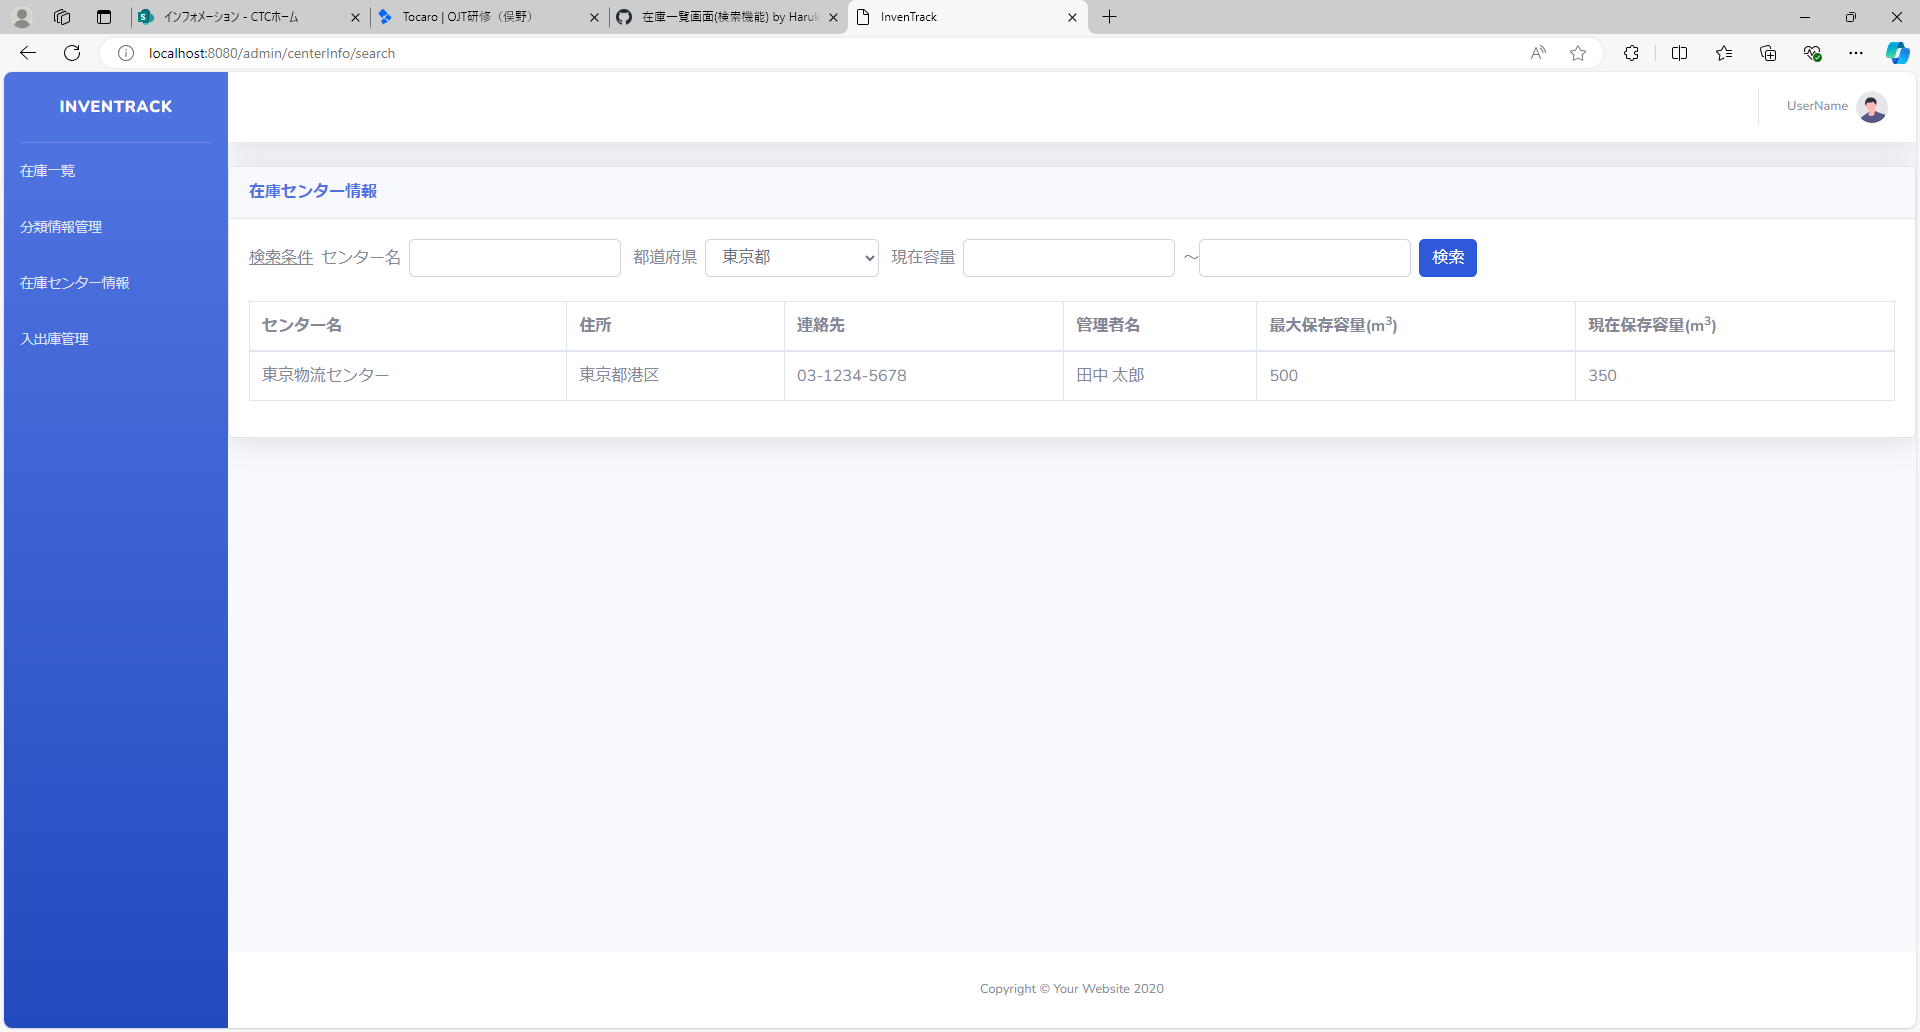 インフォメーション - CTCホーム
Tocaro | OJT研修（俣野）
在庫一覧画面(検索機能) by Haruk
InvenTrack
localhost:8080/admin/centerInfo/search
INVENTRACK
UserName
在庫一覧
分類情報管理
在庫センター情報
入出庫管理
在庫センター情報
検索条件 センター名 都道府県 東京都 現在容量 ～ 検索
センター名 住所 連絡先 管理者名 最大保存容量(m³) 現在保存容量(m³)
東京物流センター 東京都港区 03-1234-5678 田中 太郎 500 350
Copyright © Your Website 2020